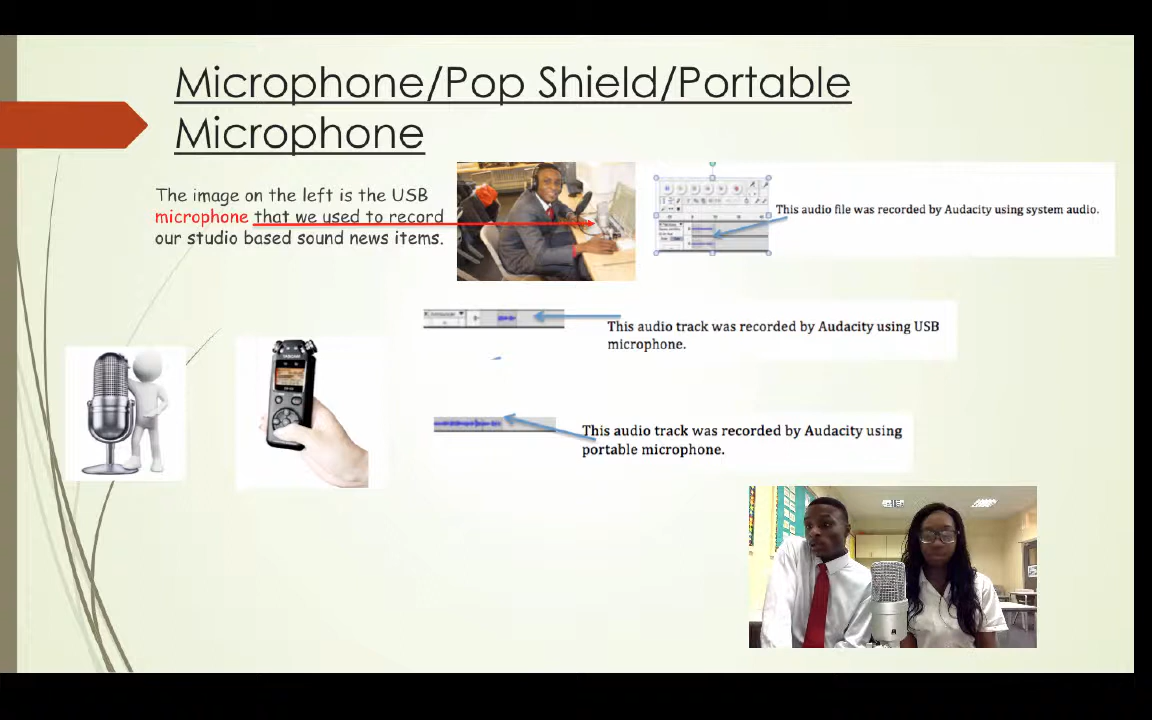 Microphone/Pop Shield/Portable
Microphone
The image on the left is the USB
microphone that we used to record
our studio based sound news items.
This audio file was recorded by Audacity using system audio.
This audio track was recorded by Audacity using USB
microphone.
This audio track was recorded by Audacity using
portable microphone.
TASCAM